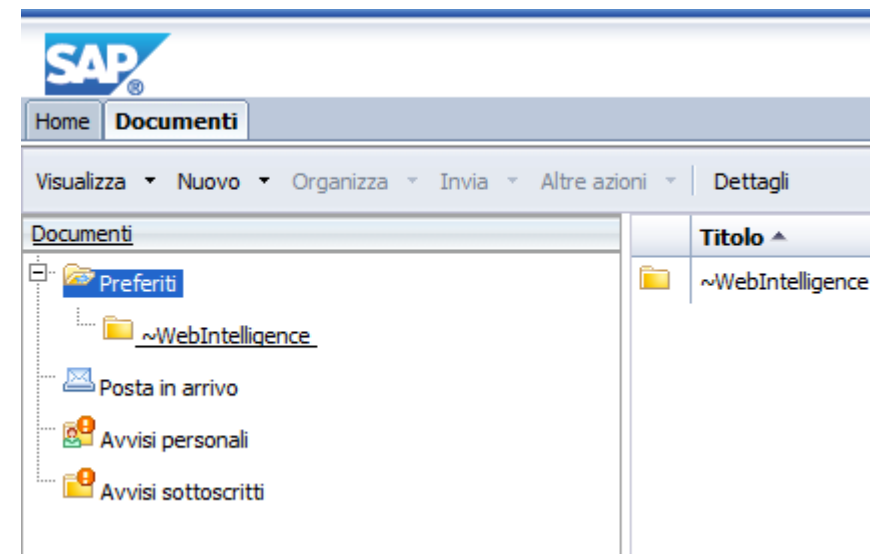 SAP®
Home Documenti
Visualizza Nuovo Organizza Invia Altre azioni Dettagli
Documenti
Titolo
Preferiti
~WebIntelligence
~WebIntelligence
Posta in arrivo
Avvisi personali
Avvisi sottoscritti